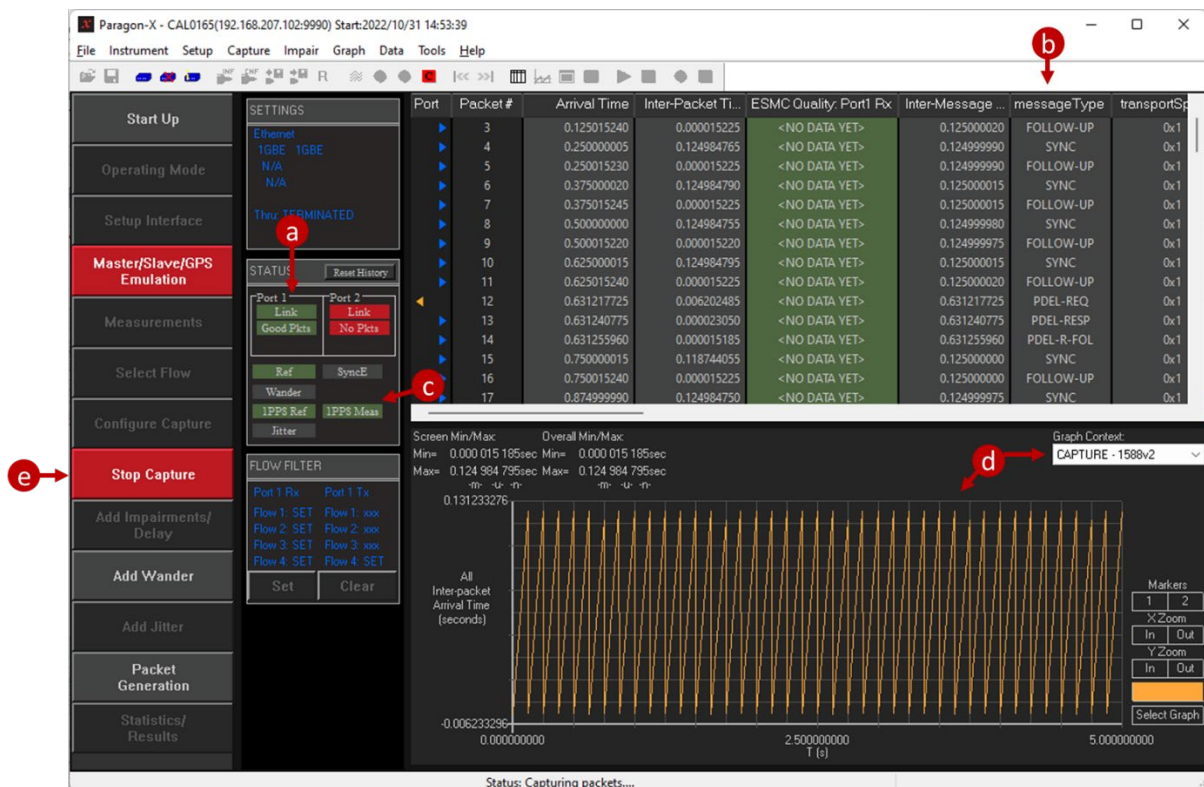 Paragon-X - CAL0165(192.168.207.102:9990) Start:2022/10/31 14:53:39
File Instrument Setup Capture Impair Graph Data Tools Help
b
R C |<< >>|
Start Up
Operating Mode
Setup Interface
Master/Slave/GPS
Emulation
Measurements
Select Flow
Configure Capture
e
Stop Capture
Add Impairments/
Delay
Add Wander
Add Jitter
Packet
Generation
Statistics/
Results
SETTINGS
Ethernet
1GBE 1GBE
N/A
N/A
Thru: TERMINATED
a
STATUS Reset History
Port 1 Port 2
Link Link
Good Pkts No Pkts
Ref SyncE
Wander
c
1PPS Ref 1PPS Meas
Jitter
FLOW FILTER
Port 1 Rx Port 1 Tx
Flow 1: SET Flow 1: xxx
Flow 2: SET Flow 2: xxx
Flow 3: SET Flow 3: xxx
Flow 4: SET Flow 4: SET
Set Clear
Port Packet # Arrival Time Inter-Packet Ti... ESMC Quality: Port1 Rx Inter-Message ... messageType transportSp
3 0.125015240 0.000015225 <NO DATA YET> 0.125000020 FOLLOW-UP 0x1
4 0.250000005 0.124984765 <NO DATA YET> 0.124999990 SYNC 0x1
5 0.250015230 0.000015225 <NO DATA YET> 0.124999990 FOLLOW-UP 0x1
6 0.375000020 0.124984790 <NO DATA YET> 0.125000015 SYNC 0x1
7 0.375015245 0.000015225 <NO DATA YET> 0.125000015 FOLLOW-UP 0x1
8 0.500000000 0.124984755 <NO DATA YET> 0.124999980 SYNC 0x1
9 0.500015220 0.000015220 <NO DATA YET> 0.124999975 FOLLOW-UP 0x1
10 0.625000015 0.124984795 <NO DATA YET> 0.125000015 SYNC 0x1
11 0.625015240 0.000015225 <NO DATA YET> 0.125000020 FOLLOW-UP 0x1
12 0.631217725 0.006202485 <NO DATA YET> 0.631217725 PDEL-REQ 0x1
13 0.631240775 0.000023050 <NO DATA YET> 0.631240775 PDEL-RESP 0x1
14 0.631255960 0.000015185 <NO DATA YET> 0.631255960 PDEL-R-FOL 0x1
15 0.750000015 0.118744055 <NO DATA YET> 0.125000000 SYNC 0x1
16 0.750015240 0.000015225 <NO DATA YET> 0.125000000 FOLLOW-UP 0x1
17 0.874999990 0.124984750 <NO DATA YET> 0.124999975 SYNC 0x1
Screen Min/Max: Overall Min/Max:
Min= 0.000 015 185sec Min= 0.000 015 185sec
Max= 0.124 984 795sec Max= 0.124 984 795sec
-m- -u- -n- -m- -u- -n-
d
Graph Context:
CAPTURE - 1588v2
0.131233276
All
Inter-packet
Arrival Time
(seconds)
-0.006233296
0.000000000 2.500000000 5.000000000
T (s)
Markers
1 2
X Zoom
In Out
Y Zoom
In Out
Select Graph
Status: Capturing packets....